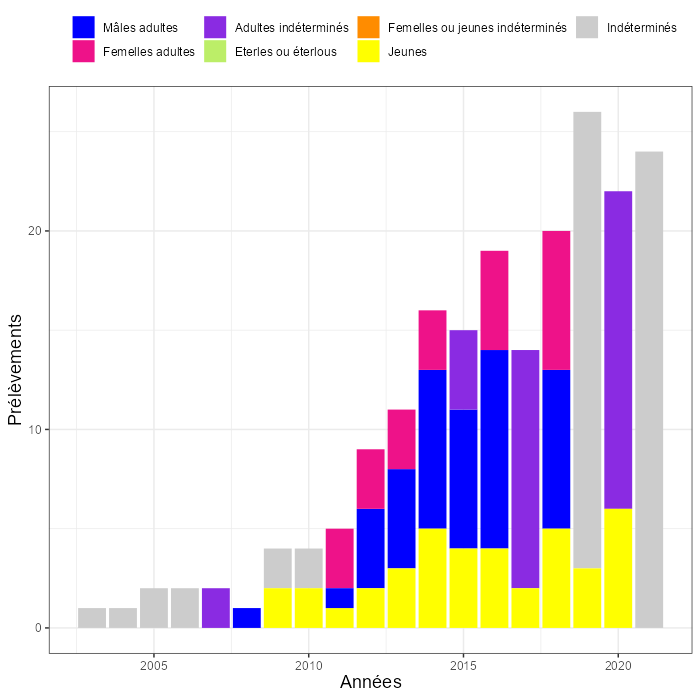 Mâles adultes Adultes indéterminés Femelles ou jeunes indéterminés Indéterminés
Femelles adultes Eterles ou éterlous Jeunes
20
10
0
Prélèvements
2005 2010 2015 2020
Années